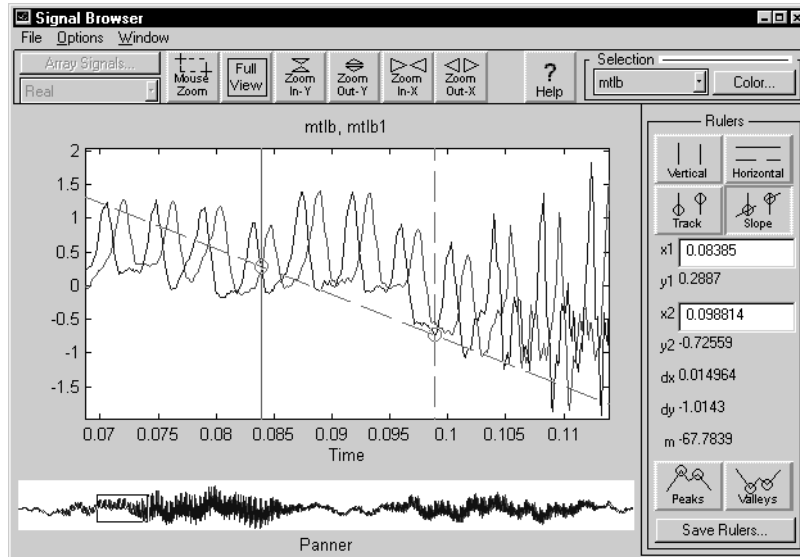 Signal Browser
File Options Window
Array Signals...
Real
Mouse Zoom
Full View
Zoom In-Y
Zoom Out-Y
Zoom In-X
Zoom Out-X
? Help
Selection
mtlb
Color...
mtlb, mtlb1
2
1.5
1
0.5
0
-0.5
-1
-1.5
0.07 0.075 0.08 0.085 0.09 0.095 0.1 0.105 0.11
Time
Panner
Rulers
Vertical
Horizontal
Track
Slope
x1 0.08385
y1 0.2887
x2 0.098814
y2 -0.72559
dx 0.014964
dy -1.0143
m -67.7839
Peaks
Valleys
Save Rulers...